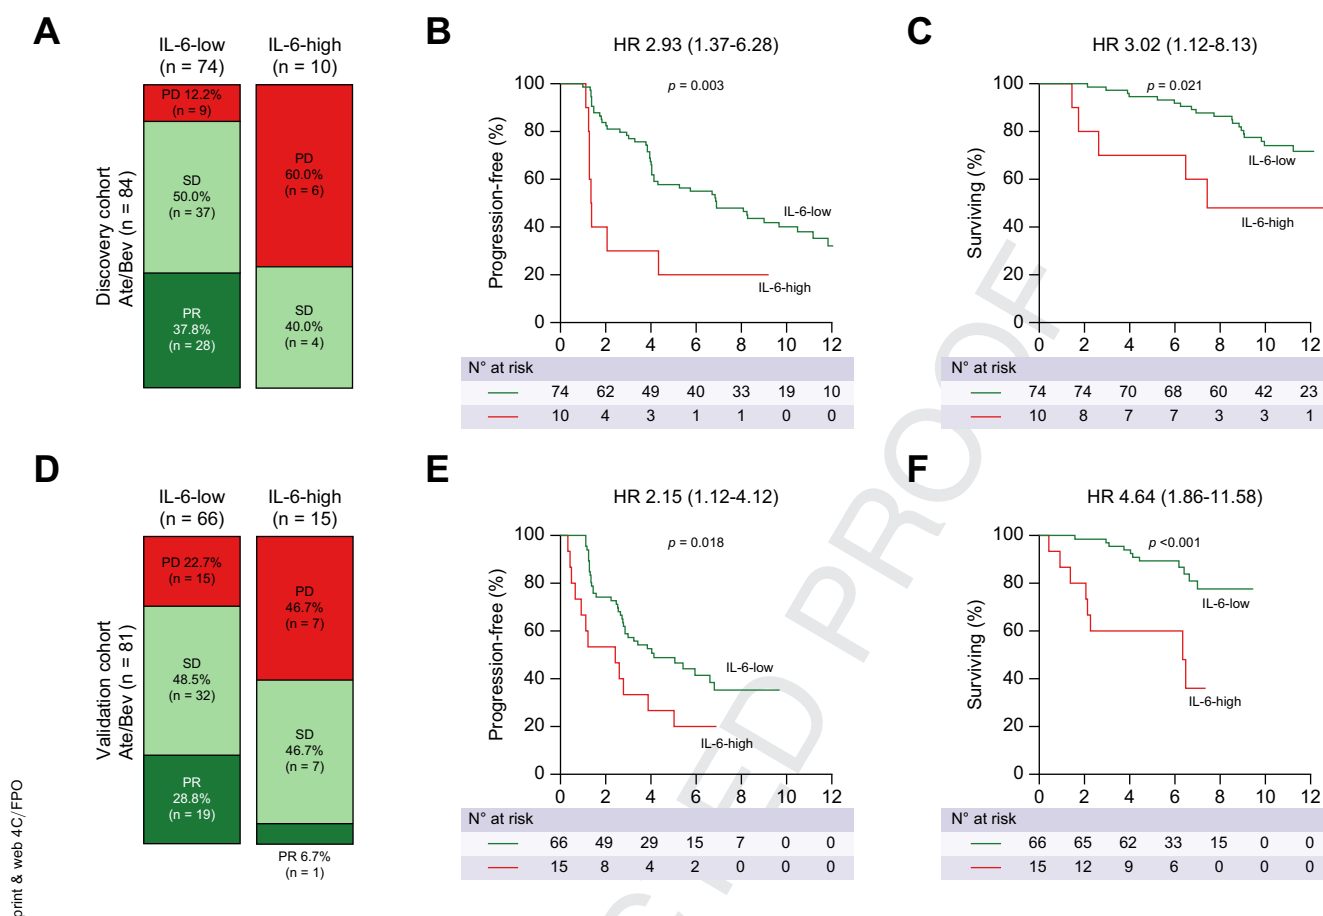 A
IL-6-low
(n = 74)
IL-6-high
(n = 10)
Discovery cohort
Ate/Bev (n = 84)
PD 12.2%
(n = 9)
SD
50.0%
(n = 37)
PR
37.8%
(n = 28)
PD
60.0%
(n = 6)
SD
40.0%
(n = 4)
B
HR 2.93 (1.37-6.28)
p = 0.003
Progression-free (%)
100
80
60
40
20
0
IL-6-low
IL-6-high
0 2 4 6 8 10 12
N° at risk
74 62 49 40 33 19 10
10 4 3 1 1 0 0
C
HR 3.02 (1.12-8.13)
p = 0.021
Surviving (%)
100
80
60
40
20
0
IL-6-low
IL-6-high
0 2 4 6 8 10 12
N° at risk
74 74 70 68 60 42 23
10 8 7 7 3 3 1
D
IL-6-low
(n = 66)
IL-6-high
(n = 15)
Validation cohort
Ate/Bev (n = 81)
PD 22.7%
(n = 15)
SD
48.5%
(n = 32)
PR
28.8%
(n = 19)
PD
46.7%
(n = 7)
SD
46.7%
(n = 7)
PR 6.7%
(n = 1)
E
HR 2.15 (1.12-4.12)
p = 0.018
Progression-free (%)
100
80
60
40
20
0
IL-6-low
IL-6-high
0 2 4 6 8 10 12
N° at risk
66 49 29 15 7 0 0
15 8 4 2 0 0 0
F
HR 4.64 (1.86-11.58)
p <0.001
Surviving (%)
100
80
60
40
20
0
IL-6-low
IL-6-high
0 2 4 6 8 10 12
N° at risk
66 65 62 33 15 0 0
15 12 9 6 0 0 0
print & web 4C/FPO
ED PROOF